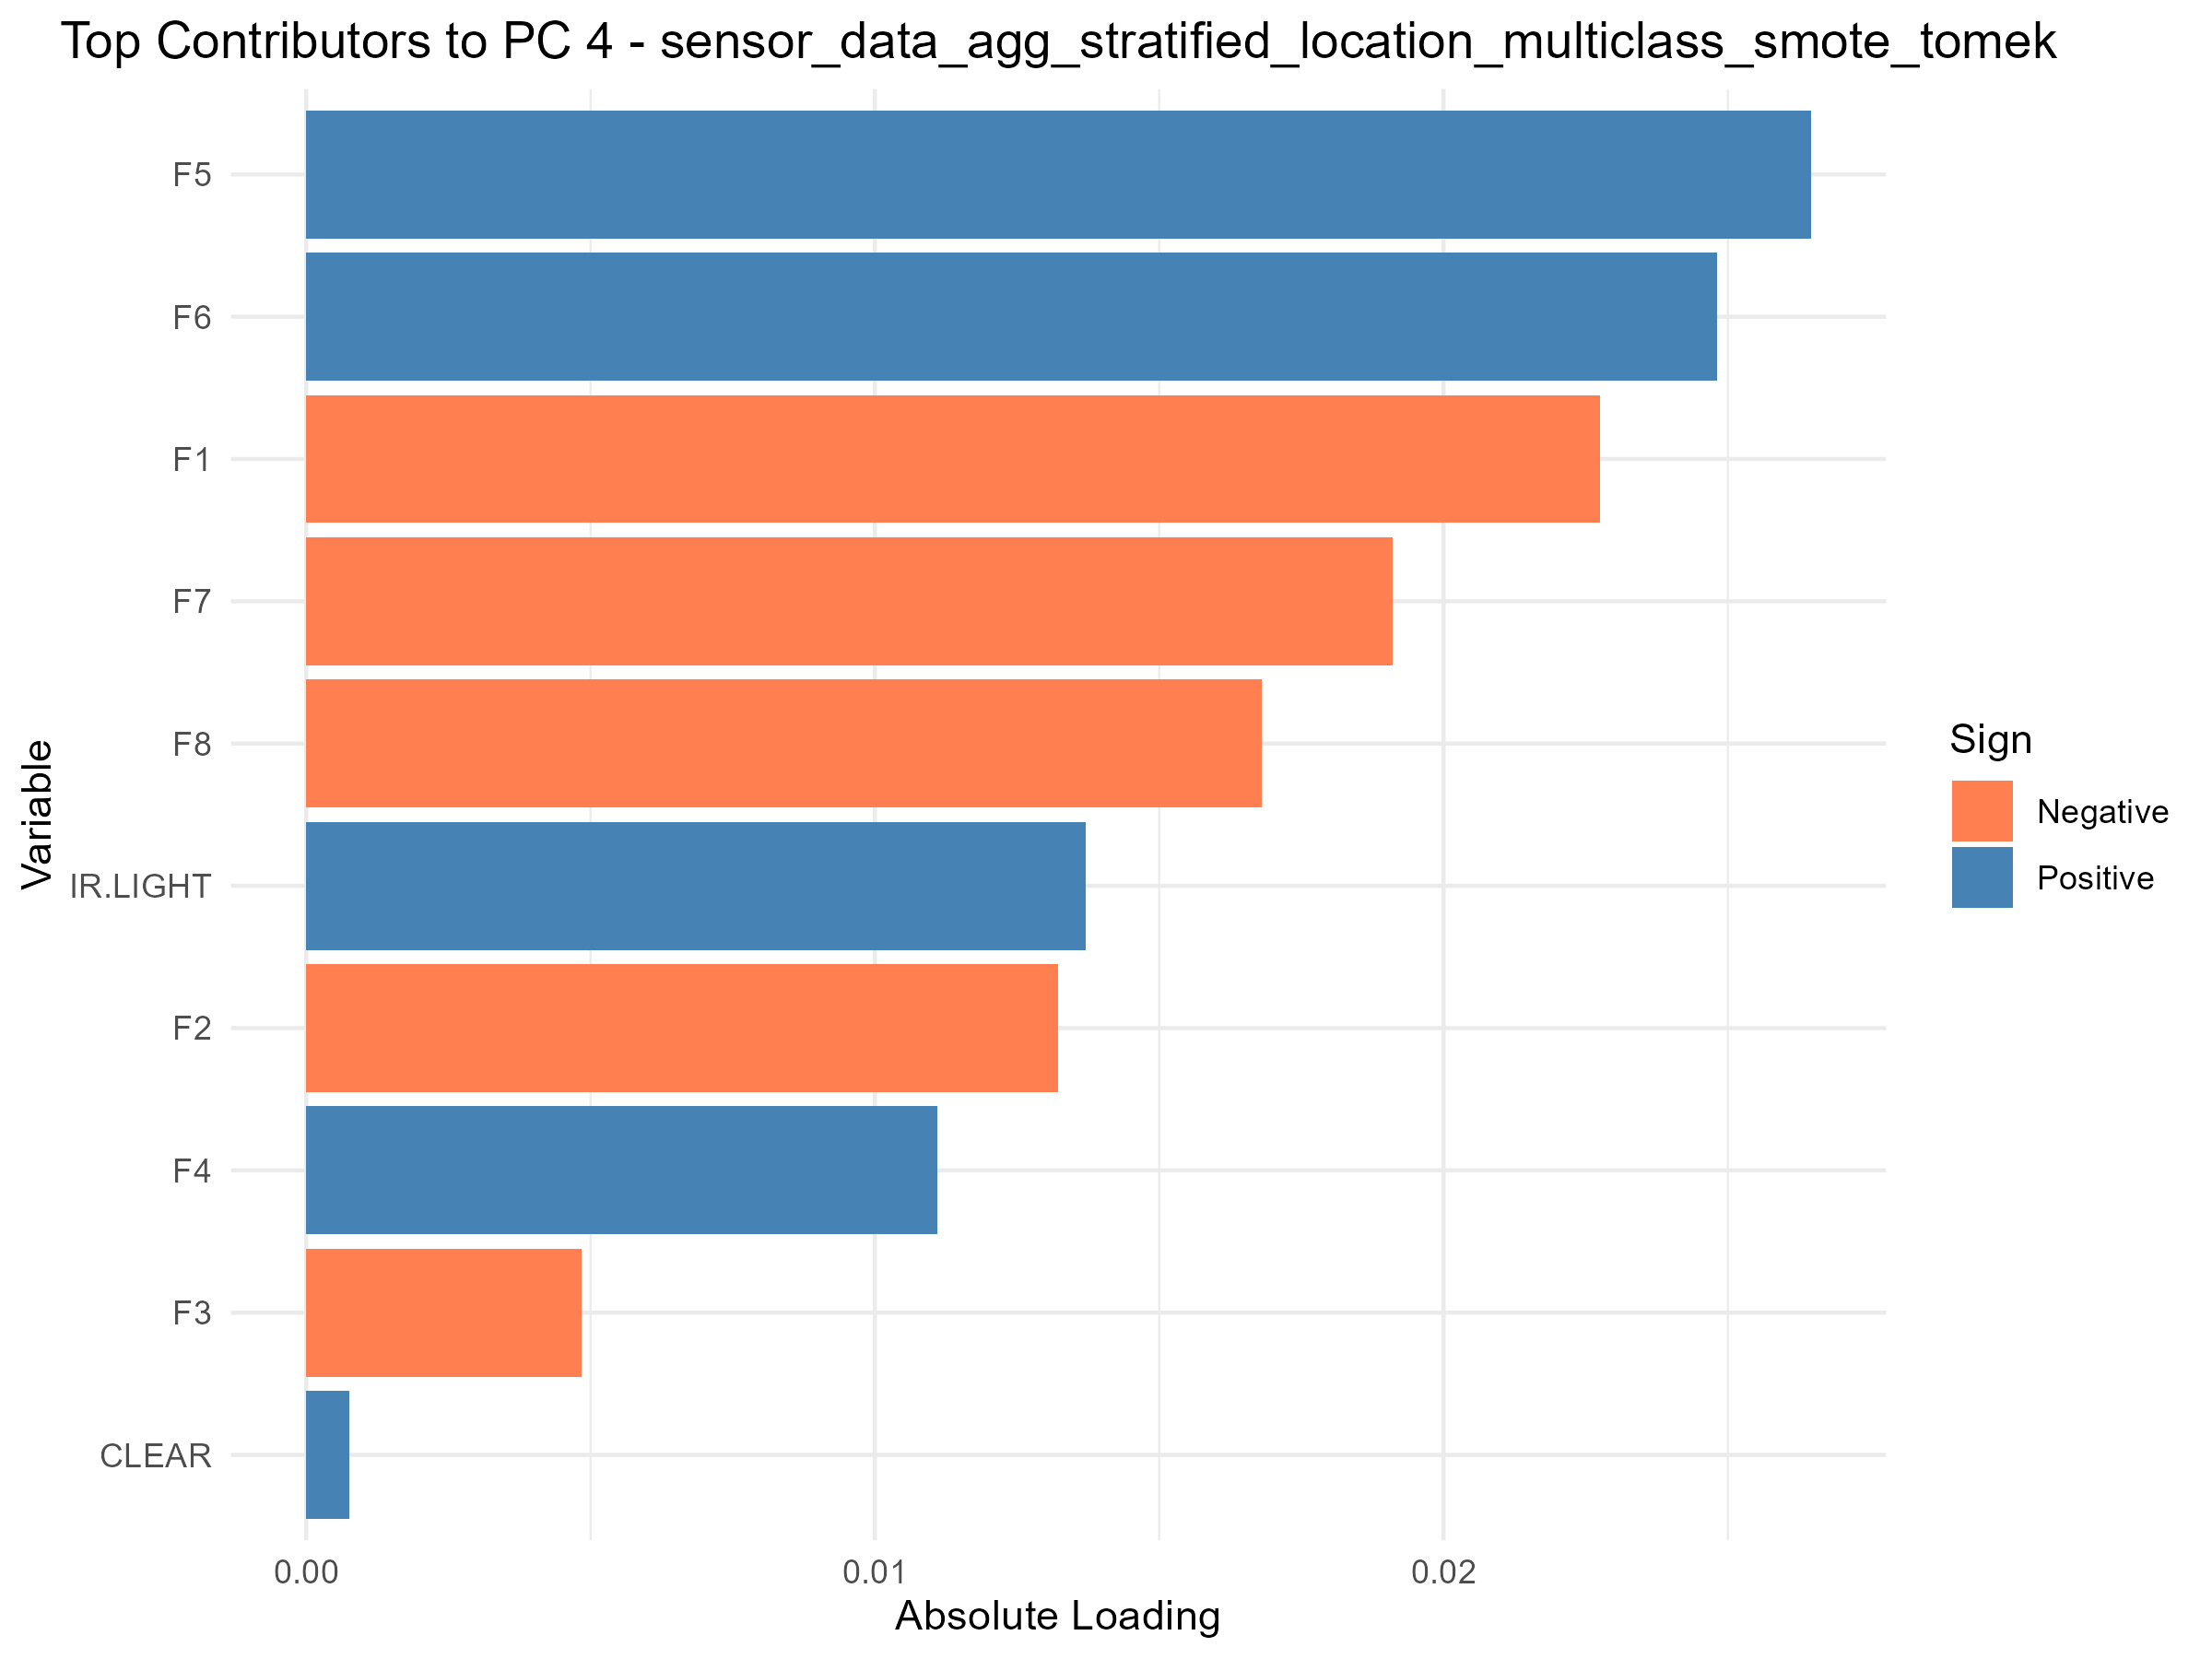 Top Contributors to PC 4 - sensor_data_agg_stratified_location_multiclass_smote_tomek
Variable
F5
F6
F1
F7
F8
IR.LIGHT
F2
F4
F3
CLEAR
0.00 0.01 0.02
Absolute Loading
Sign
Negative
Positive